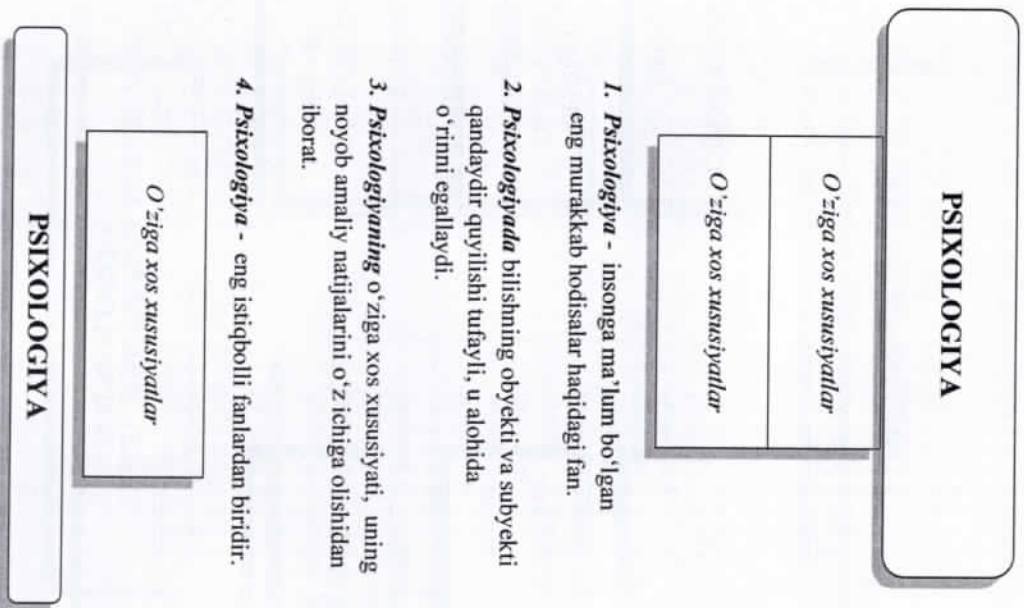 PSIXOLOGIYA
O'ziga xos xususiyatlar
O'ziga xos xususiyatlar
1. Psixologiya - insonga ma'lum bo'lgan
eng murakkab hodisalar haqidagi fan.
2. Psixologiyada bilishning obyekti va subyekti
qandaydir quyilishi tufayli, u alohida
o'rinni egallaydi.
3. Psixologiyaning o'ziga xos xususiyati, uning
noyob amaliy natijalarini o'z ichiga olishidan
iborat.
4. Psixologiya - eng istiqbolli fanlardan biridir.
O'ziga xos xususiyatlar
PSIXOLOGIYA